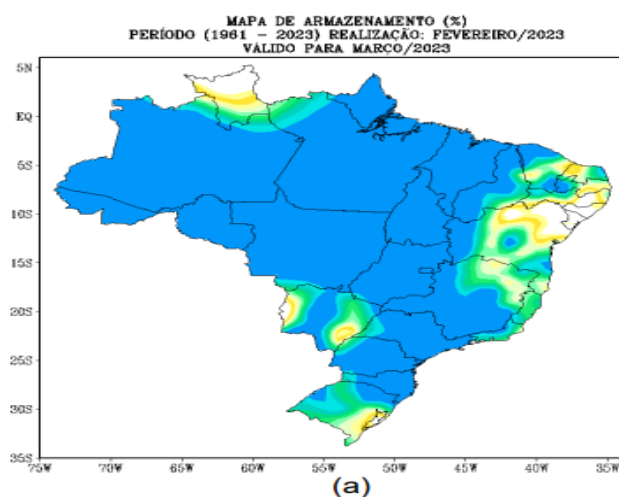 MAPA DE ARMAZENAMENTO (%)
PERÍODO (1961 – 2023) REALIZAÇÃO: FEVEREIRO/2023
VÁLIDO PARA MARÇO/2023
5N
EQ
5S
10S
15S
20S
25S
30S
35S
75W 70W 65W 60W 55W 50W 45W 40W 35W
(a)